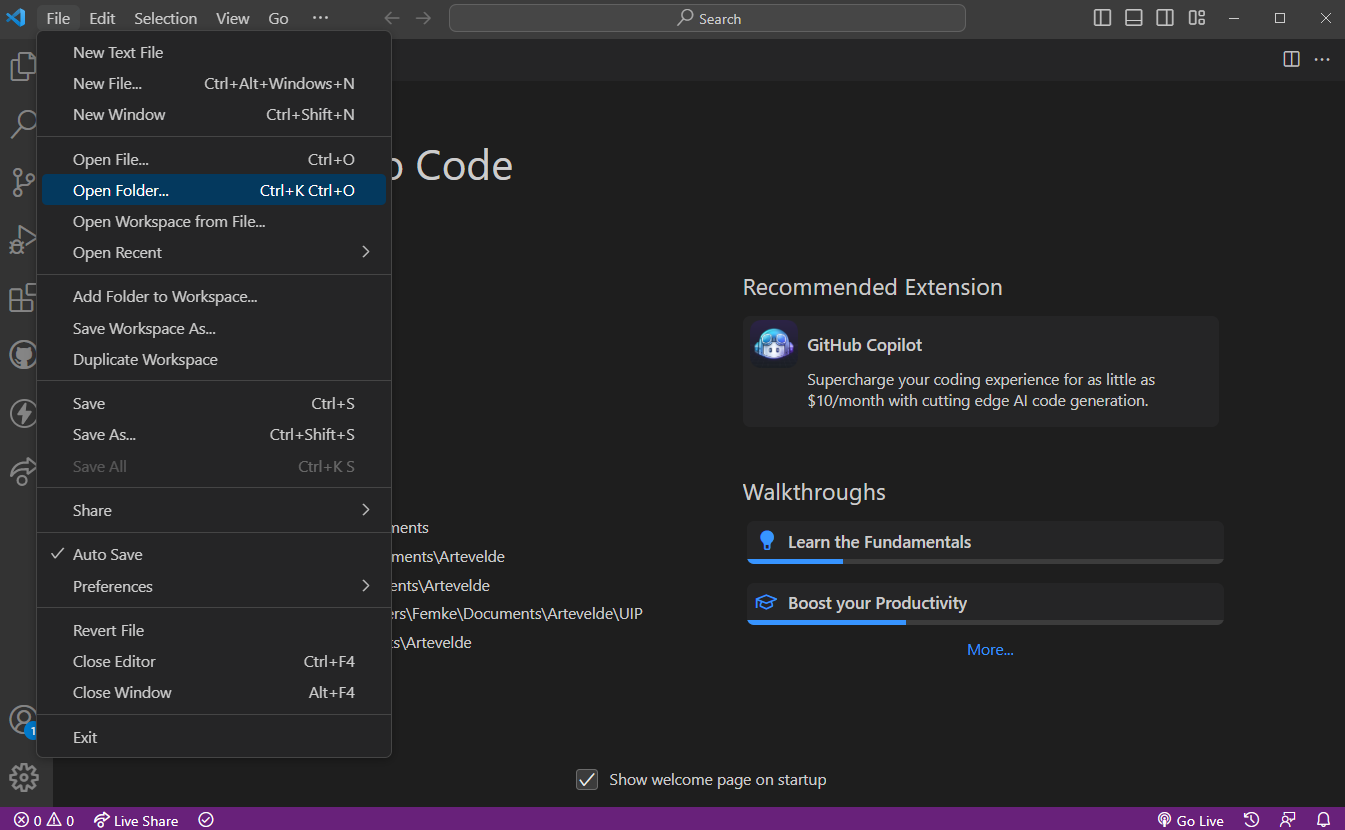 File Edit Selection View Go ··· Search
New Text File
New File... Ctrl+Alt+Windows+N
New Window Ctrl+Shift+N
Open File... Ctrl+O
Open Folder... Ctrl+K Ctrl+O
Open Workspace from File...
Open Recent
Add Folder to Workspace...
Save Workspace As...
Duplicate Workspace
Save Ctrl+S
Save As... Ctrl+Shift+S
Save All Ctrl+K S
Share
Auto Save
Preferences
Revert File
Close Editor Ctrl+F4
Close Window Alt+F4
Exit
1
Code
ments
ments\Artevelde
ents\Artevelde
ers\Femke\Documents\Artevelde\UIP
ts\Artevelde
Recommended Extension
GitHub Copilot
Supercharge your coding experience for as little as
$10/month with cutting edge AI code generation.
Walkthroughs
Learn the Fundamentals
Boost your Productivity
More...
Show welcome page on startup
0 0 Live Share Go Live